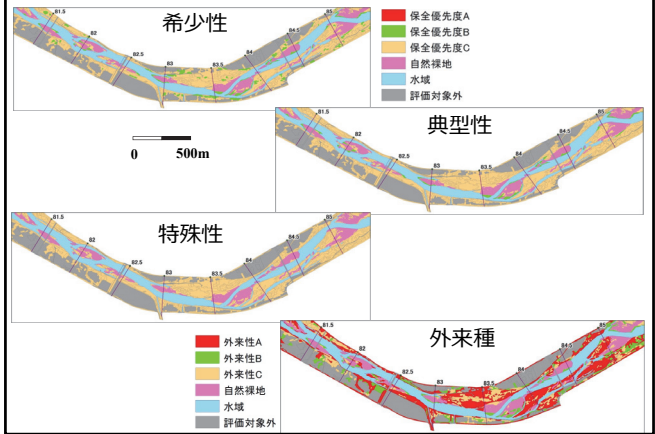 希少性
81.5
82
82.5
83
83.5
84
84.5
85
保全優先度A
保全優先度B
保全優先度C
自然裸地
水域
評価対象外
0 500m
典型性
81.5
82
82.5
83
83.5
84
84.5
85
特殊性
81.5
82
82.5
83
83.5
84
84.5
85
外来種
81.5
82
82.5
83
83.5
84
84.5
85
外来性A
外来性B
外来性C
自然裸地
水域
評価対象外